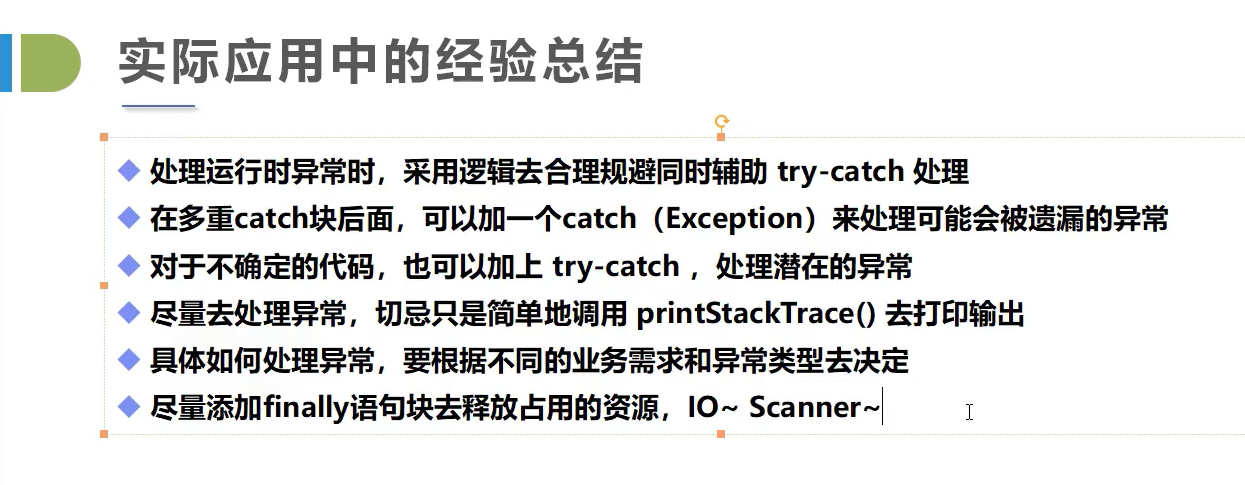 实际应用中的经验总结
处理运行时异常时，采用逻辑去合理规避同时辅助 try-catch 处理
在多重catch块后面，可以加一个catch（Exception）来处理可能会被遗漏的异常
对于不确定的代码，也可以加上 try-catch ，处理潜在的异常
尽量去处理异常，切忌只是简单地调用 printStackTrace() 去打印输出
具体如何处理异常，要根据不同的业务需求和异常类型去决定
尽量添加finally语句块去释放占用的资源，IO~ Scanner~